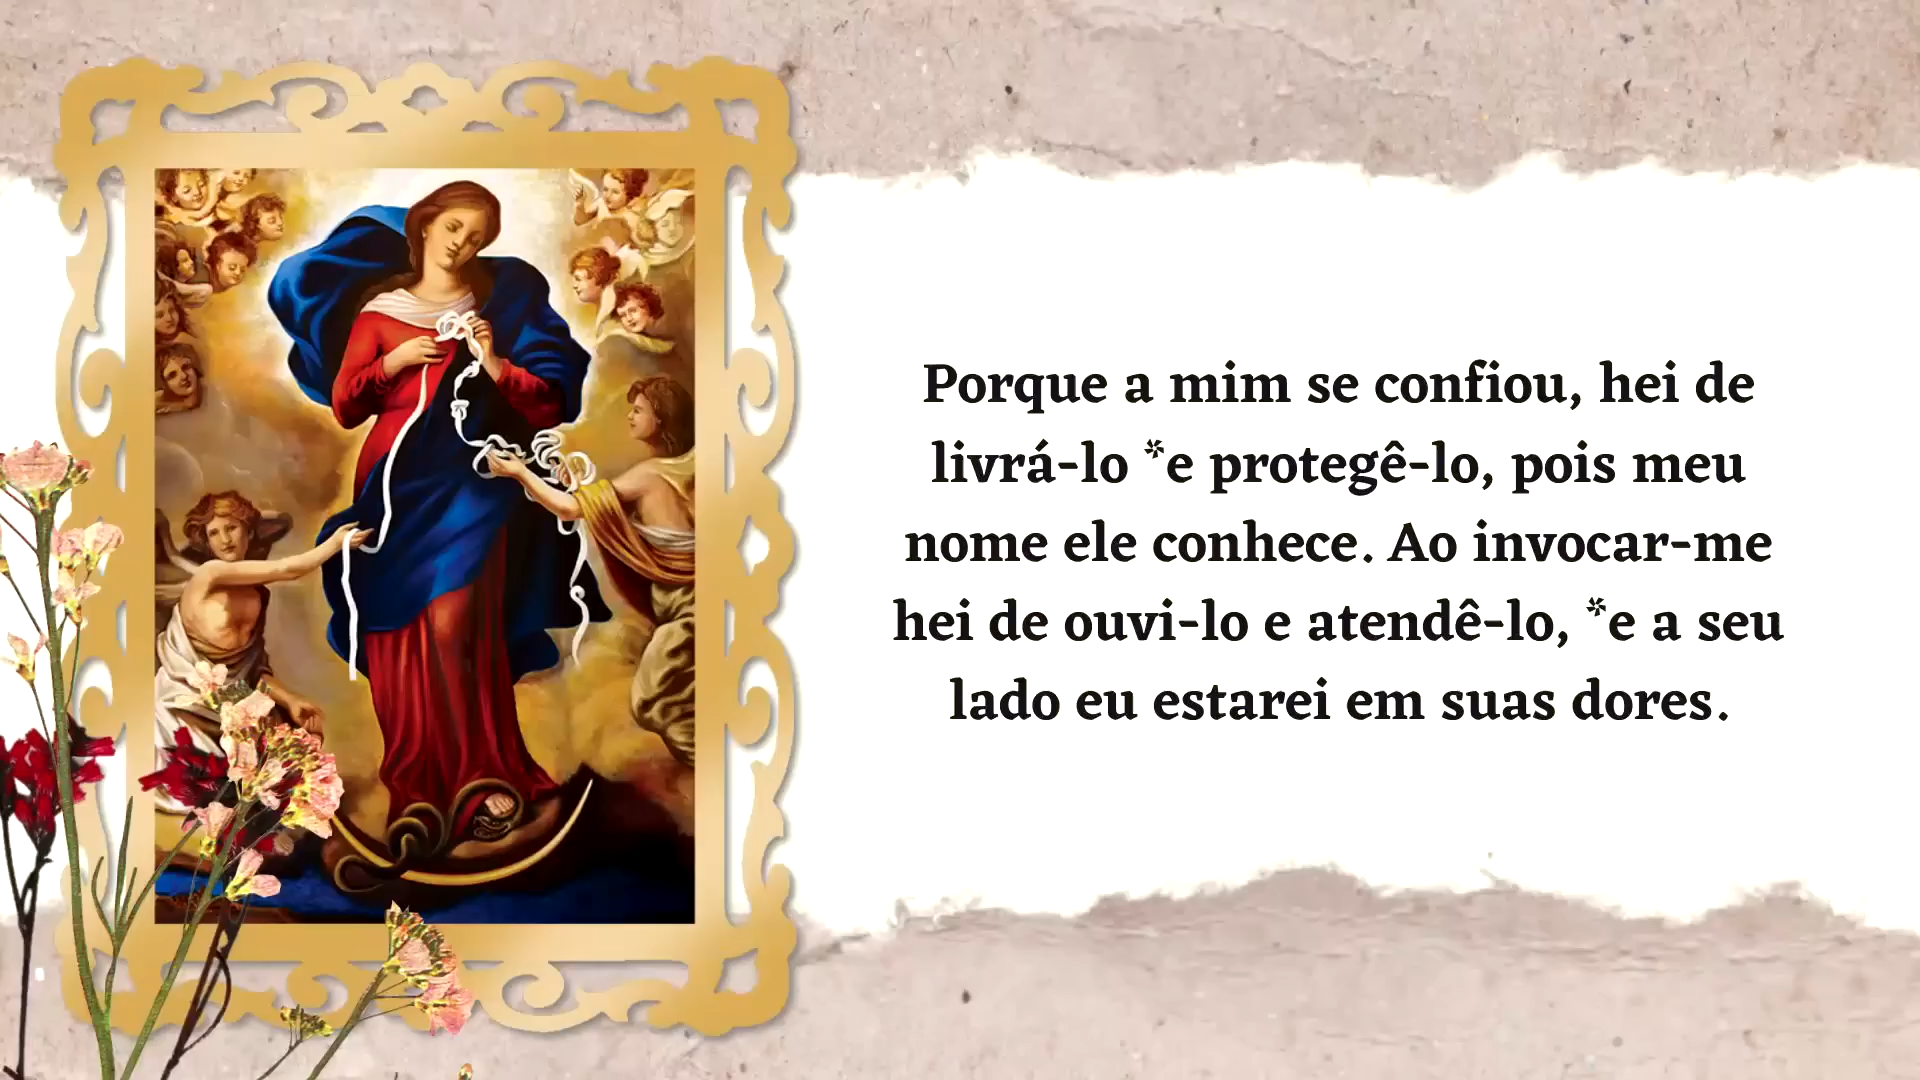 Porque a mim se confiou, hei de
livrá-lo *e protegê-lo, pois meu
nome ele conhece. Ao invocar-me
hei de ouvi-lo e atendê-lo, *e a seu
lado eu estarei em suas dores.